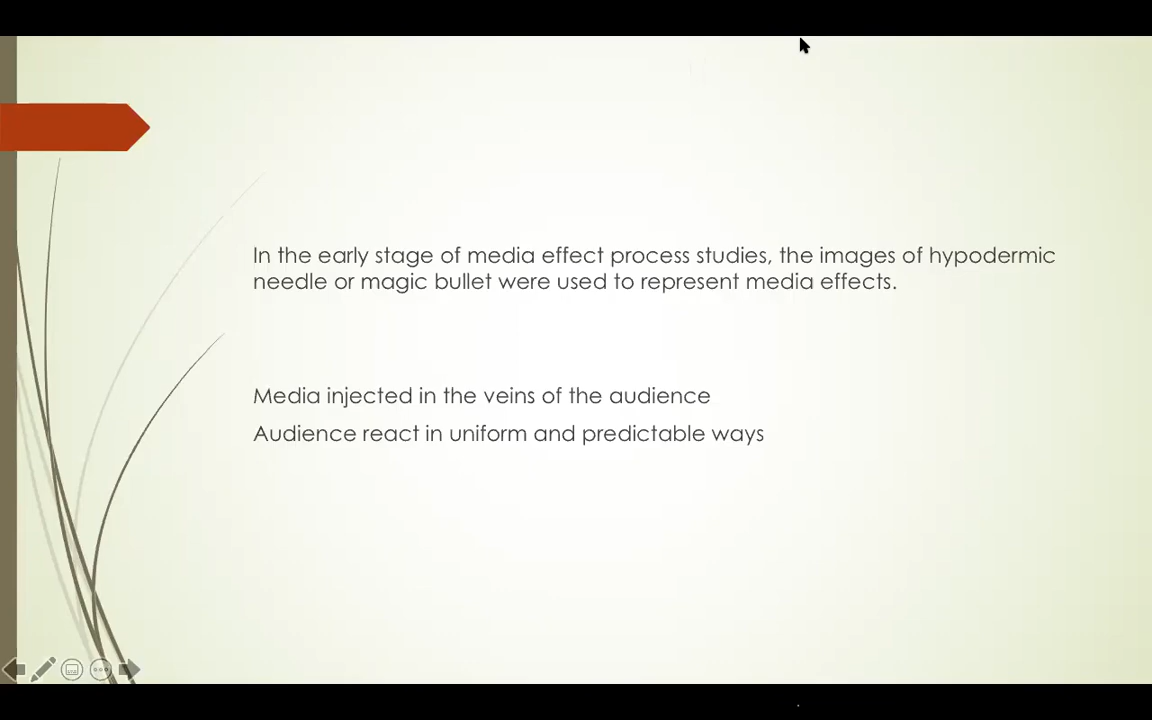 In the early stage of media effect process studies, the images of hypodermic
needle or magic bullet were used to represent media effects.
Media injected in the veins of the audience
Audience react in uniform and predictable ways